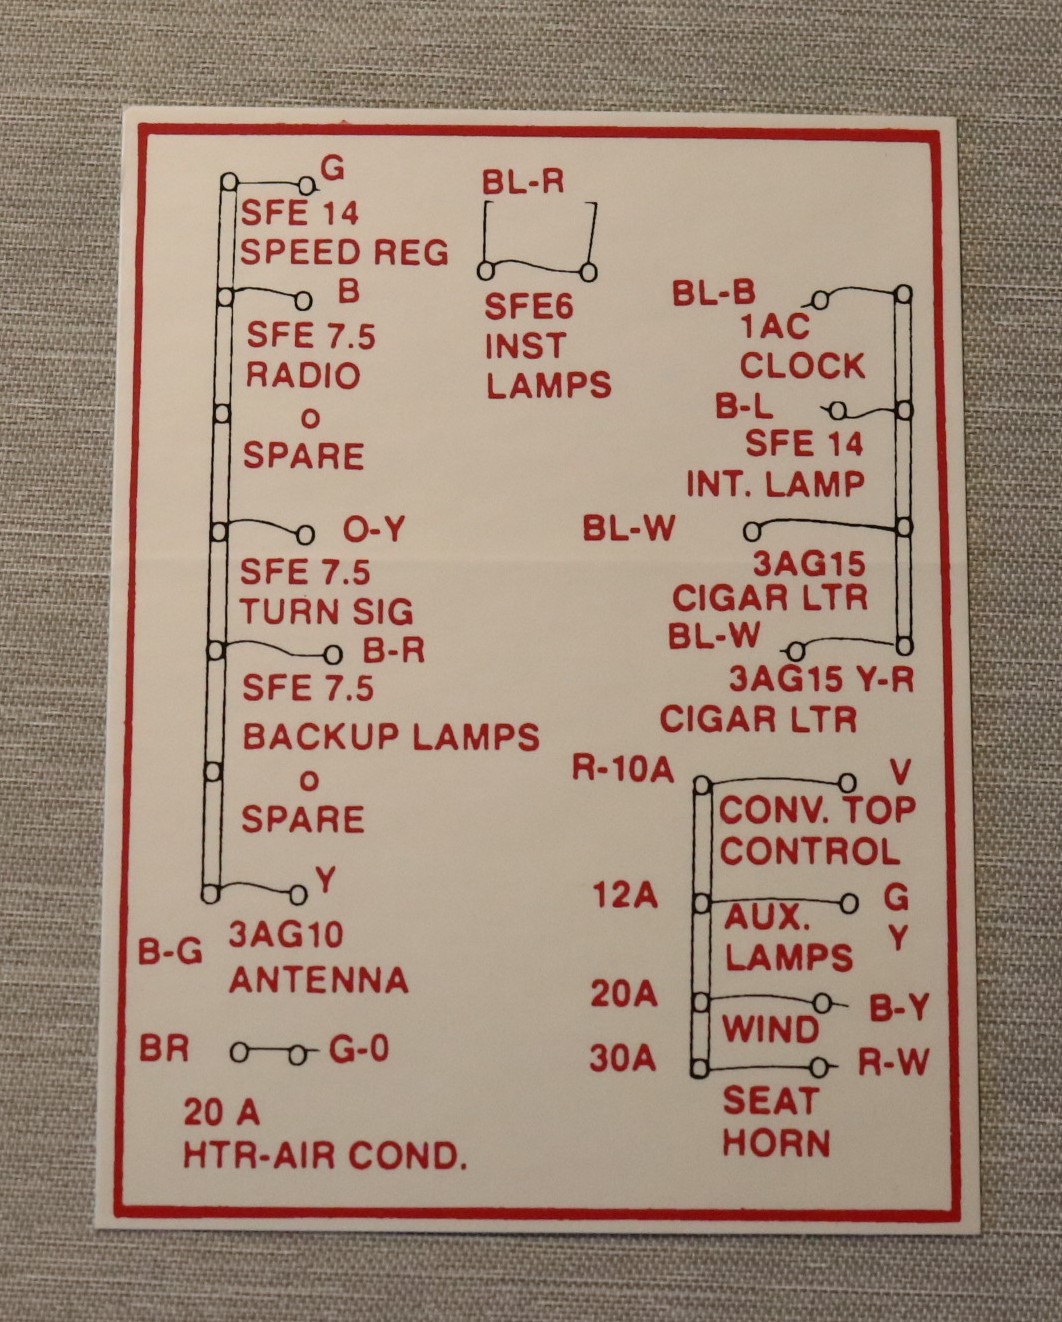 G
SFE 14
SPEED REG
B
SFE 7.5
RADIO
o
SPARE
O-Y
SFE 7.5
TURN SIG
B-R
SFE 7.5
BACKUP LAMPS
o
SPARE
Y
B-G 3AG10
ANTENNA
BR G-0
20 A
HTR-AIR COND.
BL-R
SFE6
INST
LAMPS
BL-B
1AC
CLOCK
B-L
SFE 14
INT. LAMP
BL-W
3AG15
CIGAR LTR
BL-W
3AG15 Y-R
CIGAR LTR
R-10A V
CONV. TOP
CONTROL
12A G
AUX. Y
LAMPS
20A B-Y
WIND
30A R-W
SEAT
HORN